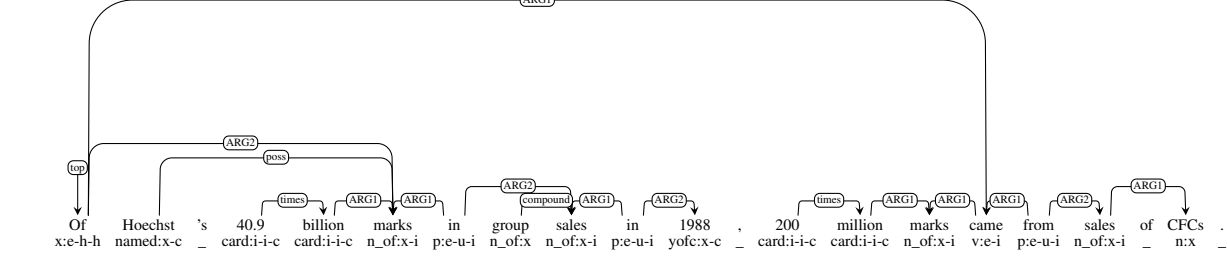 ARG1
ARG2
poss
top
ARG2
compound
times ARG1 ARG1 ARG1 ARG2 times ARG1 ARG1 ARG1 ARG2 ARG1
Of Hoechst 's 40.9 billion marks in group sales in 1988 , 200 million marks came from sales of CFCs .
x:e-h-h named:x-c _ card:i-i-c card:i-i-c n_of:x-i p:e-u-i n_of:x n_of:x-i p:e-u-i yofc:x-c _ card:i-i-c card:i-i-c n_of:x-i v:e-i p:e-u-i n_of:x-i _ n:x _